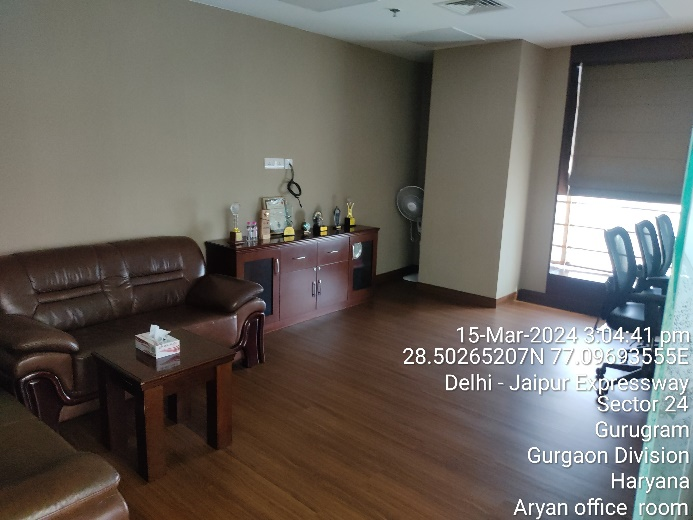 15-Mar-2024 3:04:41 pm
28.50265207N 77.09693555E
Delhi - Jaipur Expressway
Sector 24
Gurugram
Gurgaon Division
Haryana
Aryan office room